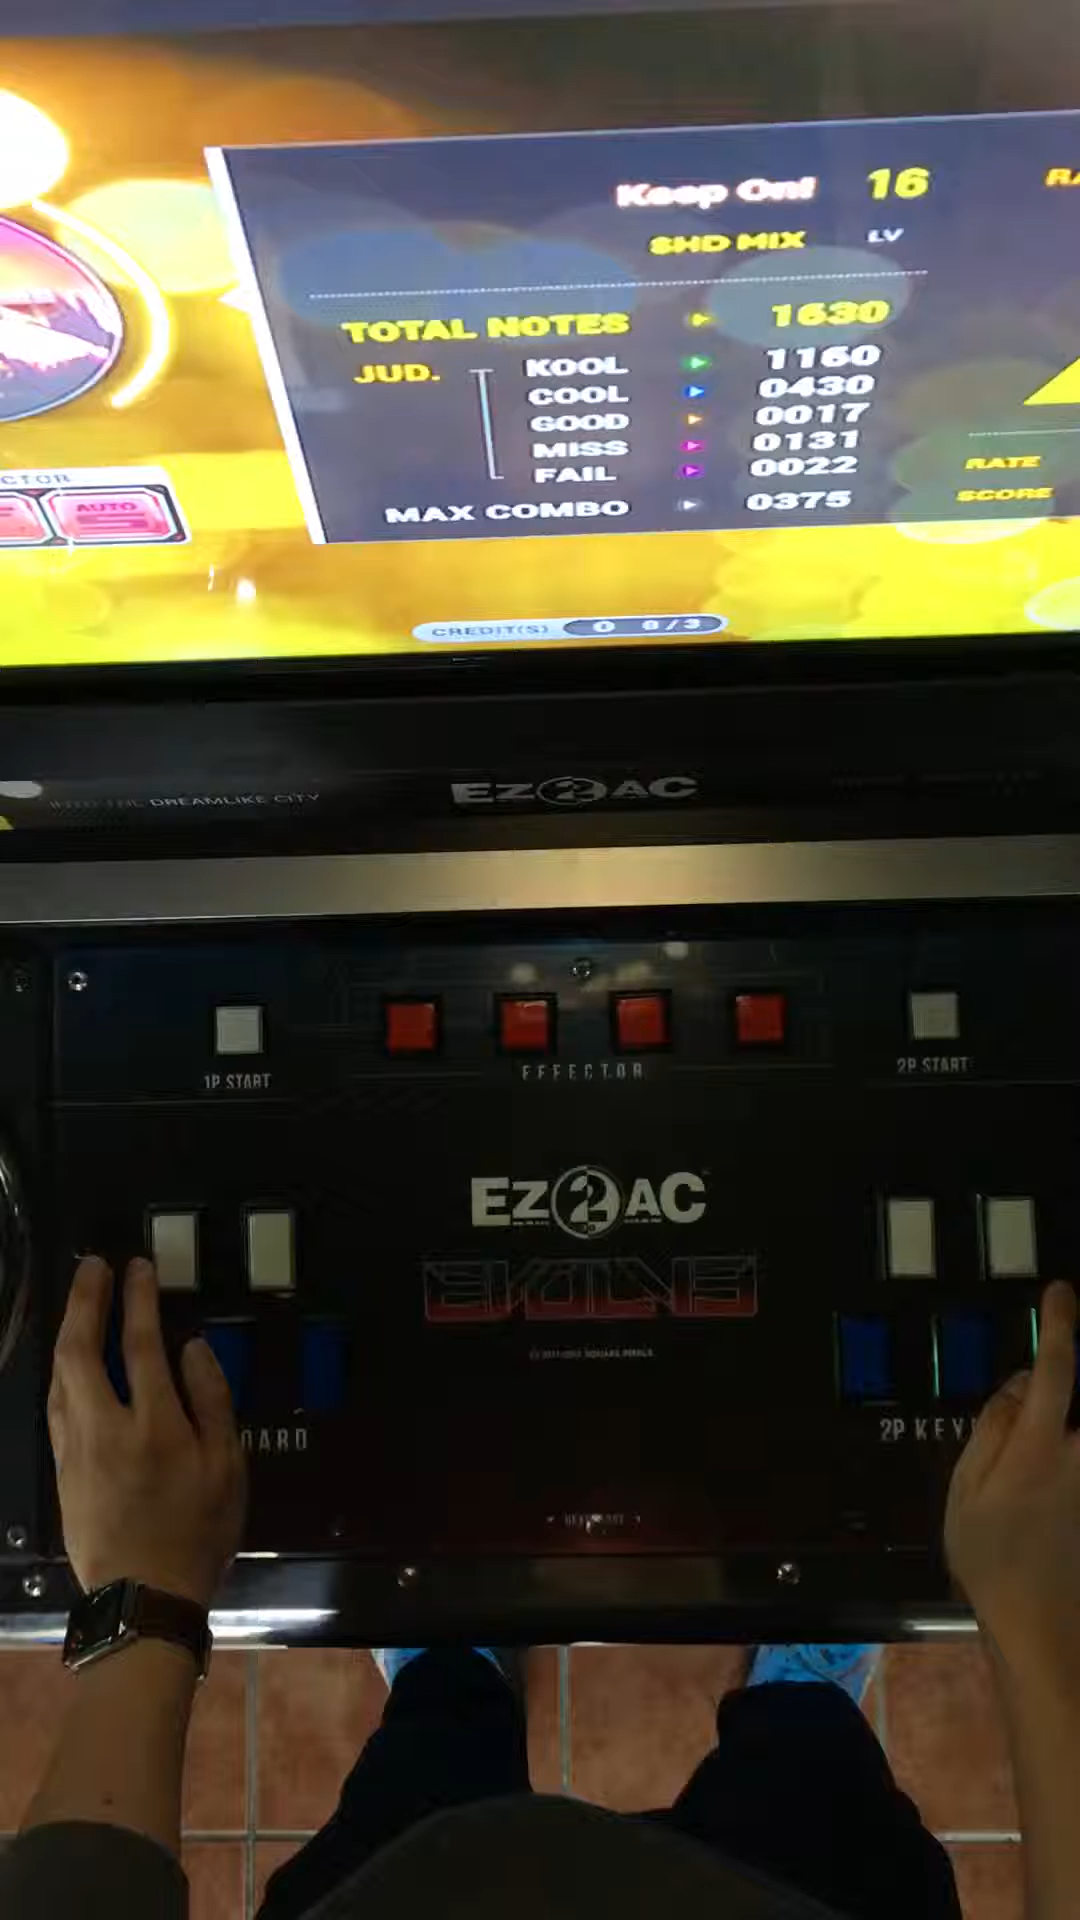 Keep On! 16
SHD MIX LV
TOTAL NOTES 1630
JUD. KOOL 1160
COOL 0430
GOOD 0017
MISS 0131
FAIL 0022
MAX COMBO 0375
RATE
SCORE
AUTO
CREDIT(S) 0 0/3
INTO THE DREAMLIKE CITY
EZ2AC
1P START
EFFECTOR
2P START
EZ2AC
EVOLVE
OARD
2P KEY